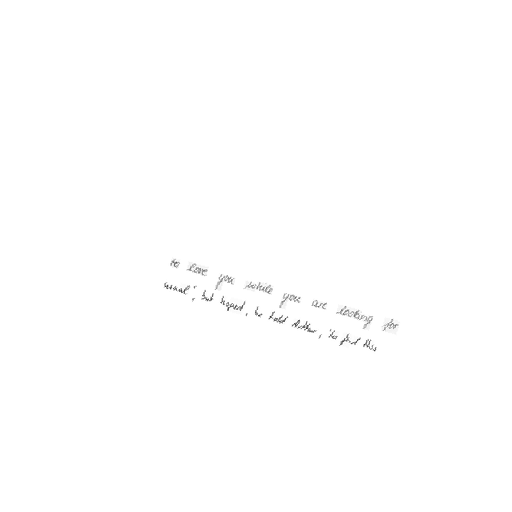 to love you while you are looking for
usual", but hoped, he told Arthur, "to find this